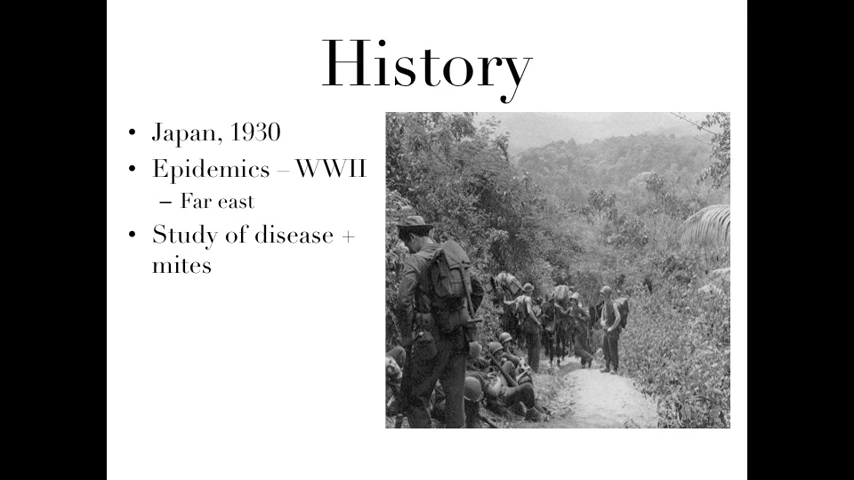 History
• Japan, 1930
• Epidemics – WWII
– Far east
• Study of disease +
mites